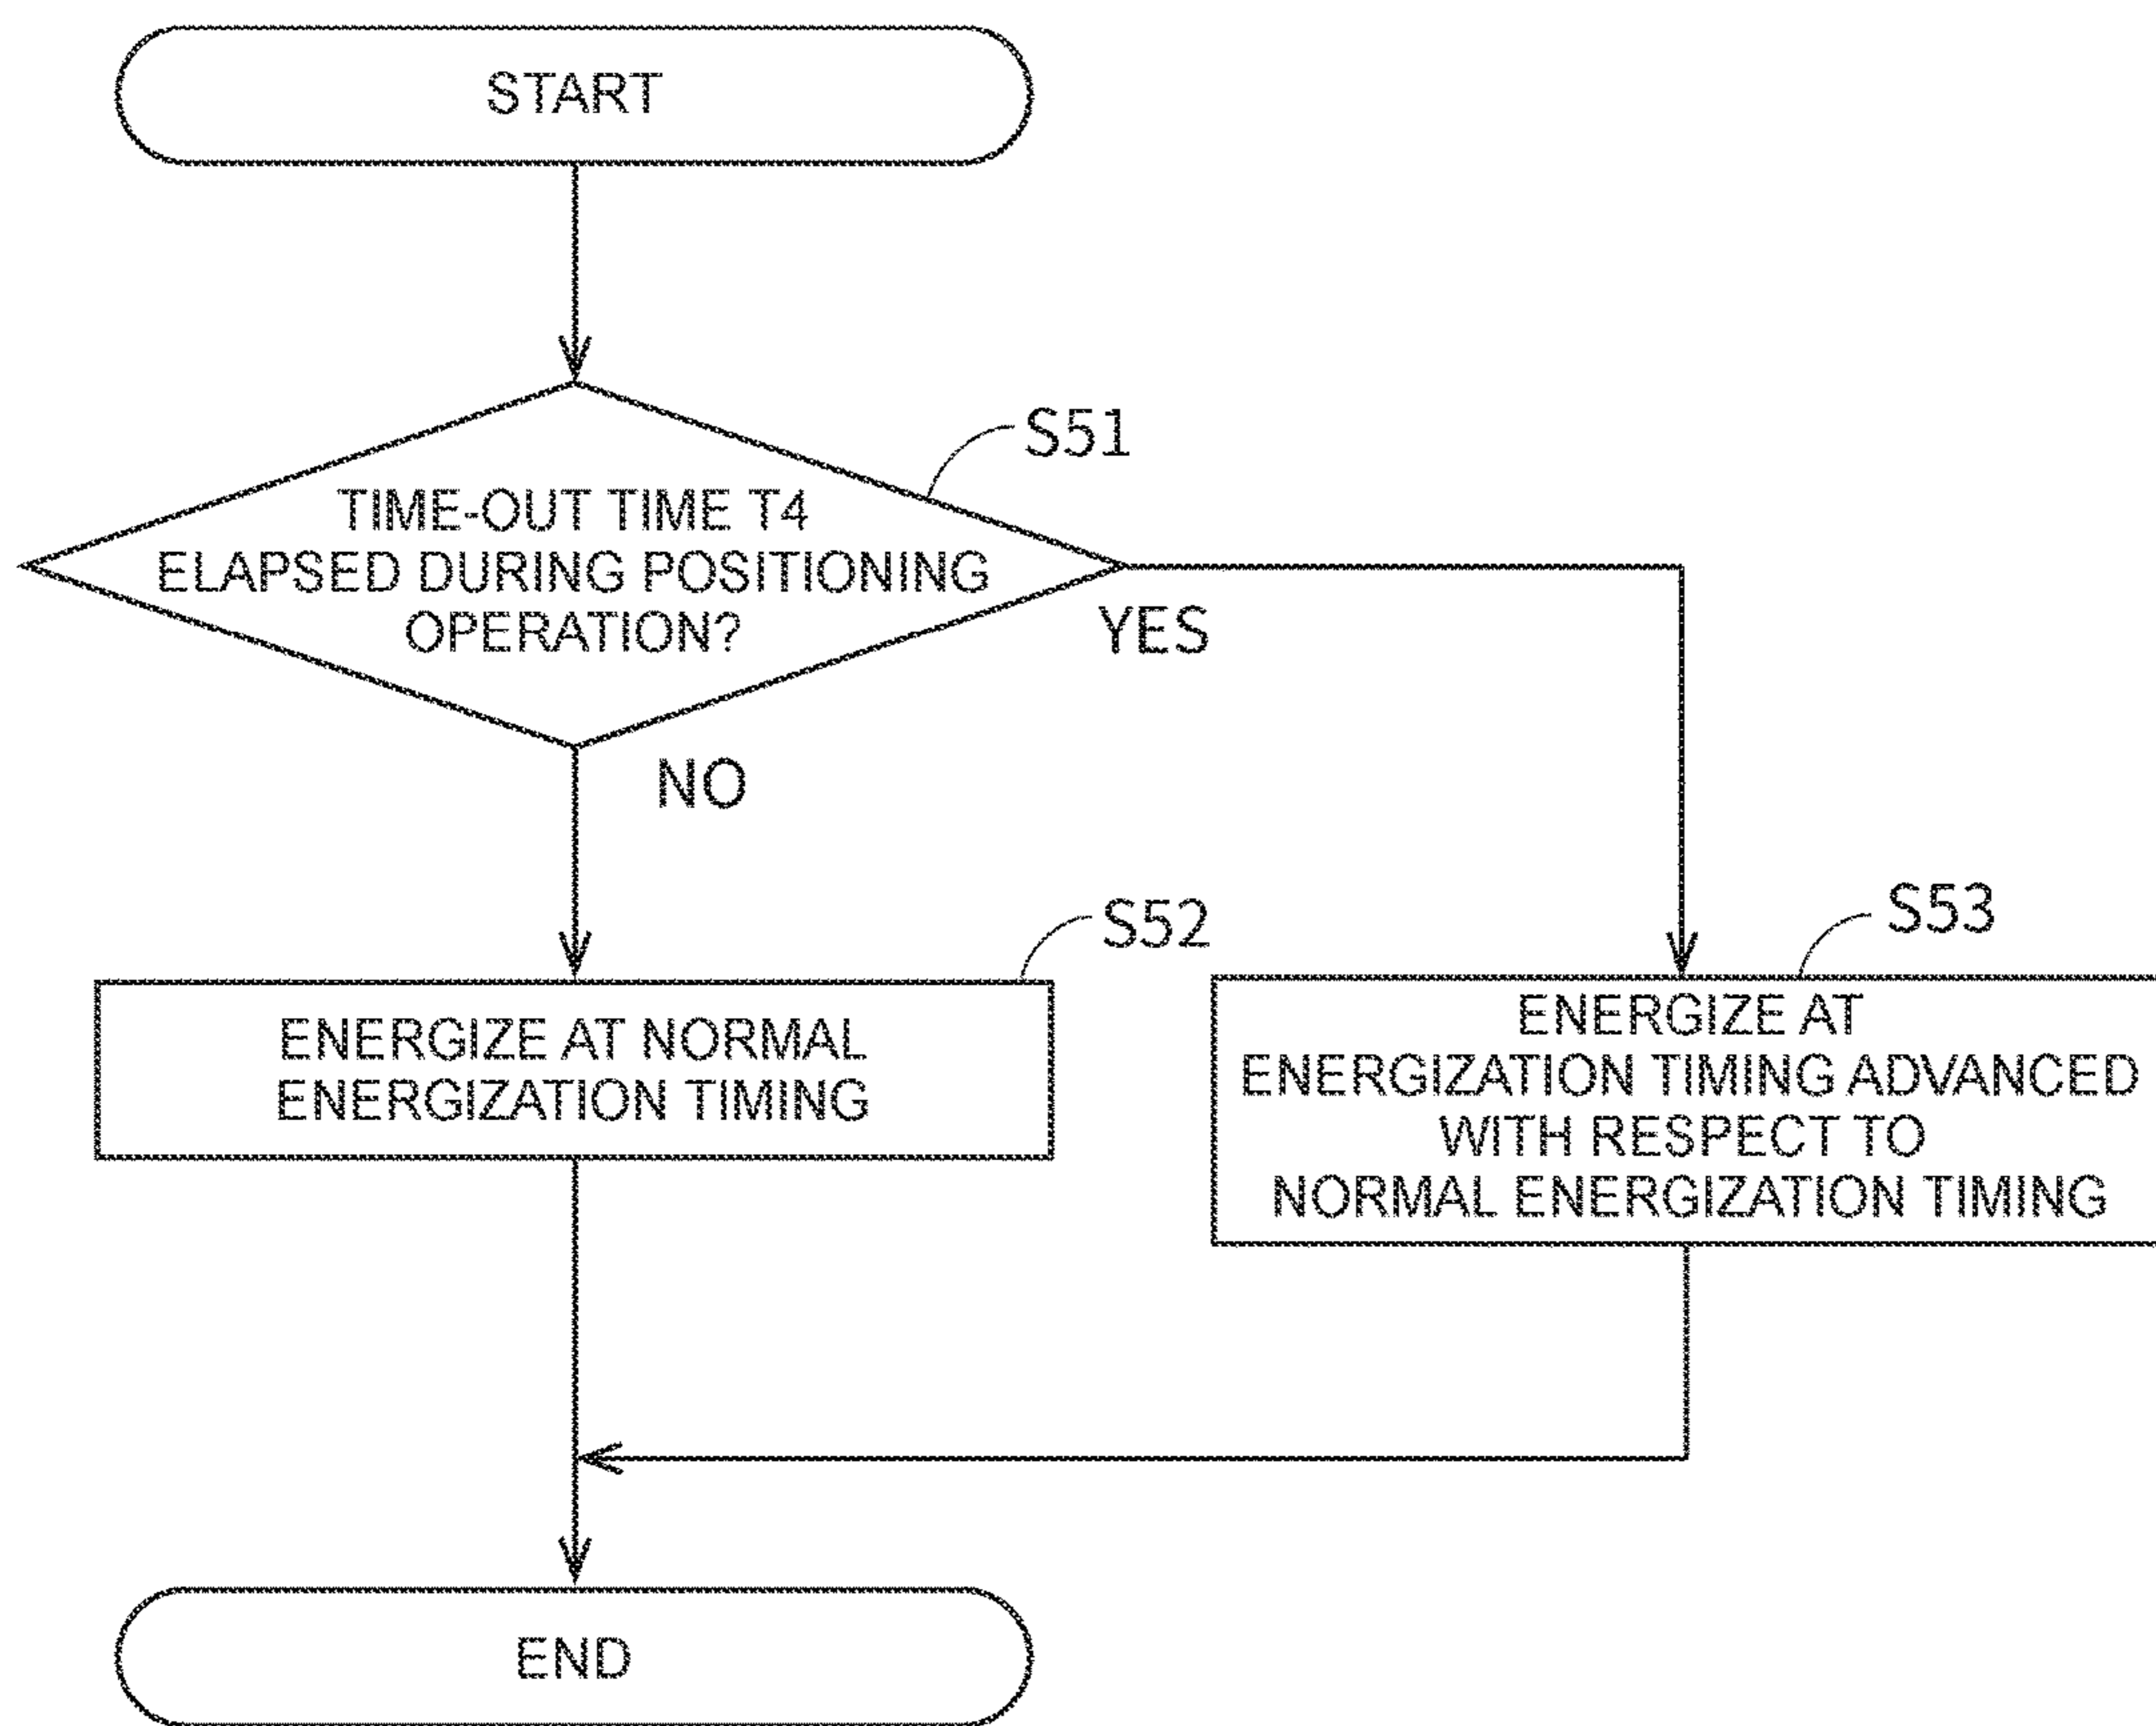 START
S51
TIME-OUT TIME T4
ELAPSED DURING POSITIONING
OPERATION?
YES
NO
S52
ENERGIZE AT NORMAL
ENERGIZATION TIMING
S53
ENERGIZE AT
ENERGIZATION TIMING ADVANCED
WITH RESPECT TO
NORMAL ENERGIZATION TIMING
END